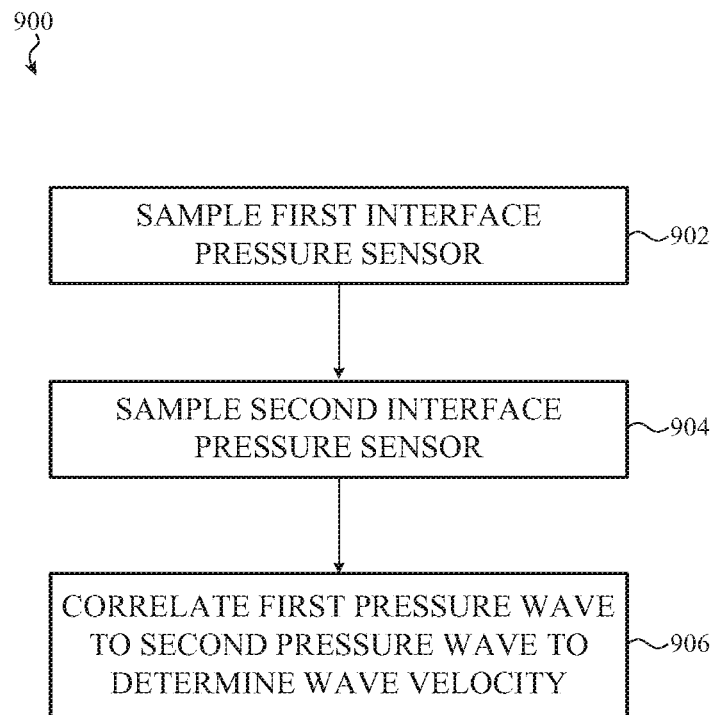 900
SAMPLE FIRST INTERFACE
PRESSURE SENSOR
902
SAMPLE SECOND INTERFACE
PRESSURE SENSOR
904
CORRELATE FIRST PRESSURE WAVE
TO SECOND PRESSURE WAVE TO
DETERMINE WAVE VELOCITY
906